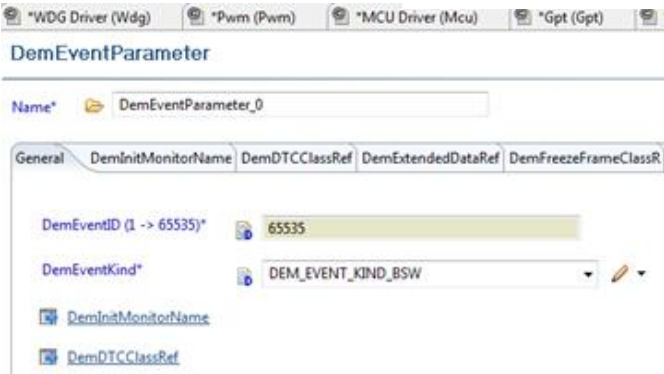 *WDG Driver (Wdg) *Pwm (Pwm) *MCU Driver (Mcu) *Gpt (Gpt)
DemEventParameter
Name* DemEventParameter_0
General DemInitMonitorName DemDTCClassRef DemExtendedDataRef DemFreezeFrameClassR
DemEventID (1 -> 65535)* 65535
DemEventKind* DEM_EVENT_KIND_BSW
DemInitMonitorName
DemDTCClassRef